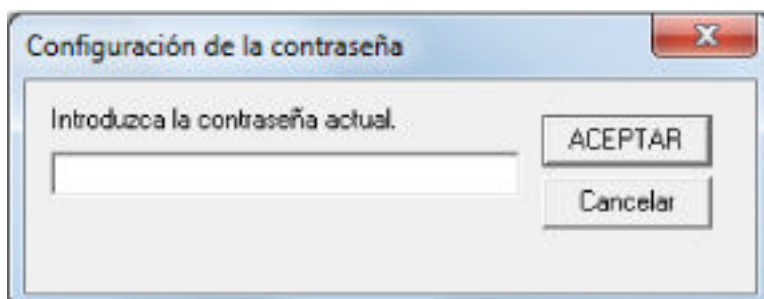 Configuración de la contraseña
Introduzca la contraseña actual.
ACEPTAR
Cancelar